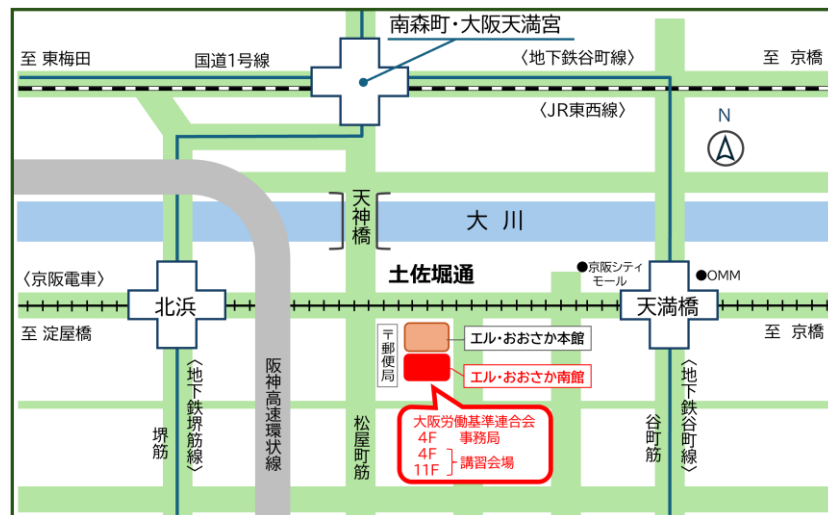 南森町・大阪天満宮
至 東梅田
国道1号線
〈地下鉄谷町線〉
至 京橋
〈JR東西線〉
N
天神橋
大川
土佐堀通
●京阪シティ
モール
●OMM
〈京阪電車〉
北浜
天満橋
至 淀屋橋
至 京橋
〒郵便局
エル・おおさか本館
エル・おおさか南館
阪神高速環状線
大阪労働基準連合会
4F 事務局
4F
11F
講習会場
堺筋
〈地下鉄堺筋線〉
松屋町筋
谷町筋
〈地下鉄谷町線〉